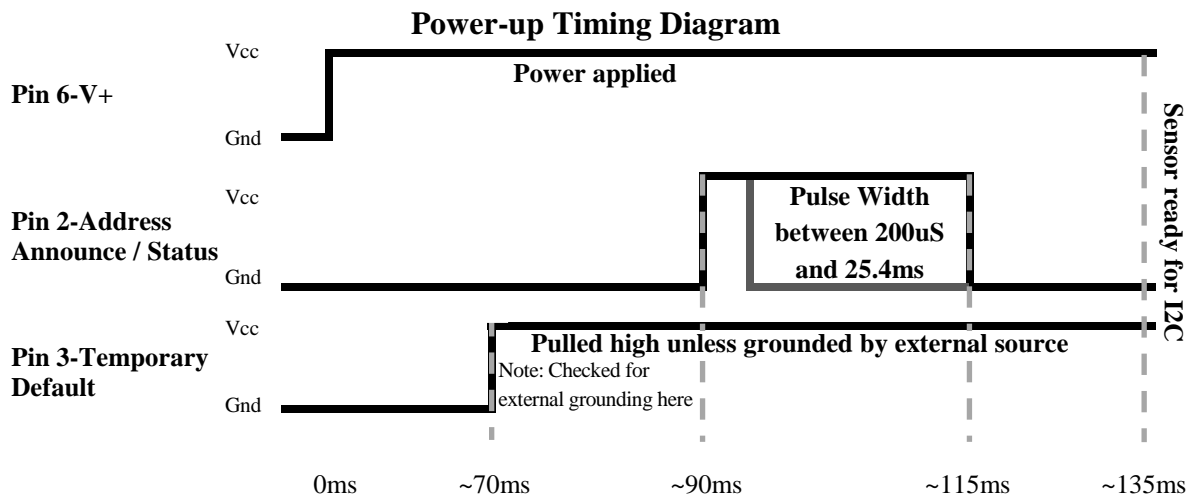 Power-up Timing Diagram
Vcc
Power applied
Pin 6-V+
Gnd
Sensor ready for I2C
Vcc
Pin 2-Address
Announce / Status
Pulse Width
between 200uS
and 25.4ms
Gnd
Vcc
Pulled high unless grounded by external source
Pin 3-Temporary
Default
Note: Checked for
external grounding here
Gnd
0ms
~70ms
~90ms
~115ms
~135ms